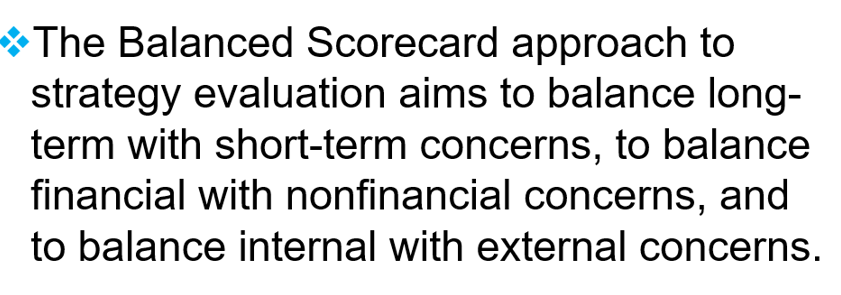 ❖The Balanced Scorecard approach to
strategy evaluation aims to balance long-
term with short-term concerns, to balance
financial with nonfinancial concerns, and
to balance internal with external concerns.